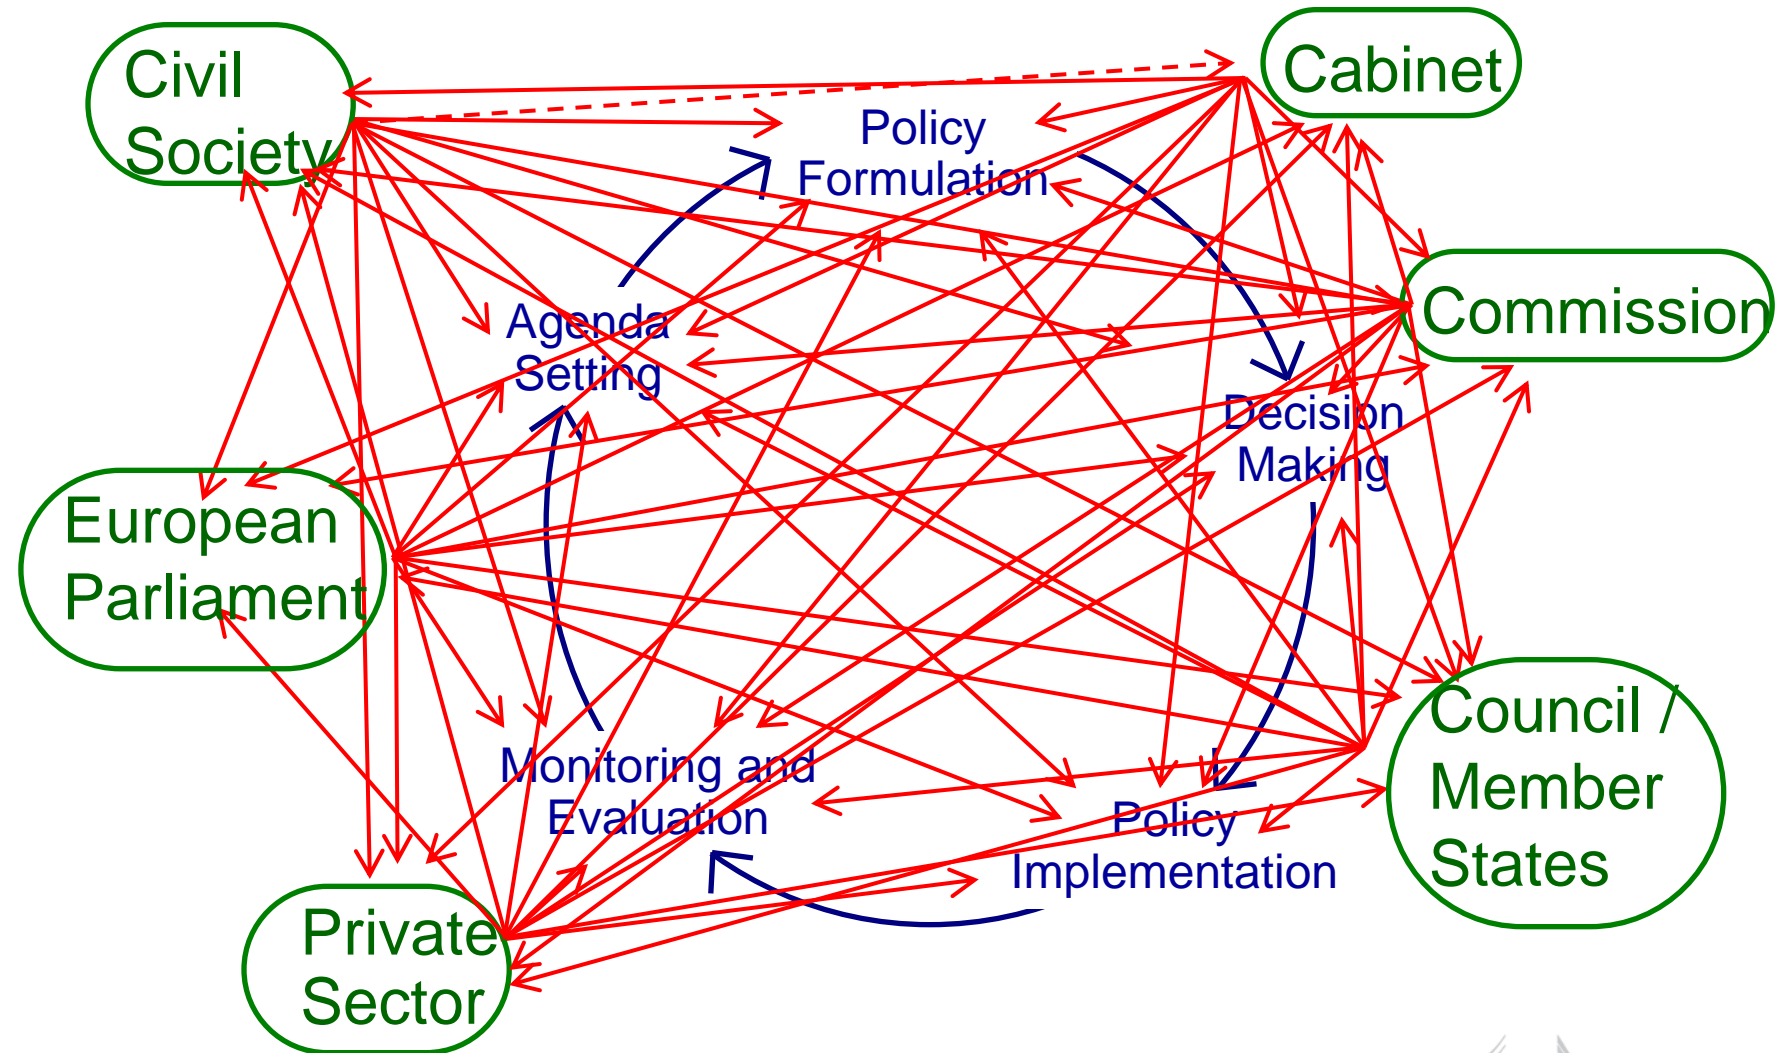 Civil
Society
Cabinet
Policy
Formulation
Commission
Agenda
Setting
Decision
Making
European
Parliament
Council /
Member
States
Monitoring and
Evaluation
Policy
Implementation
Private
Sector